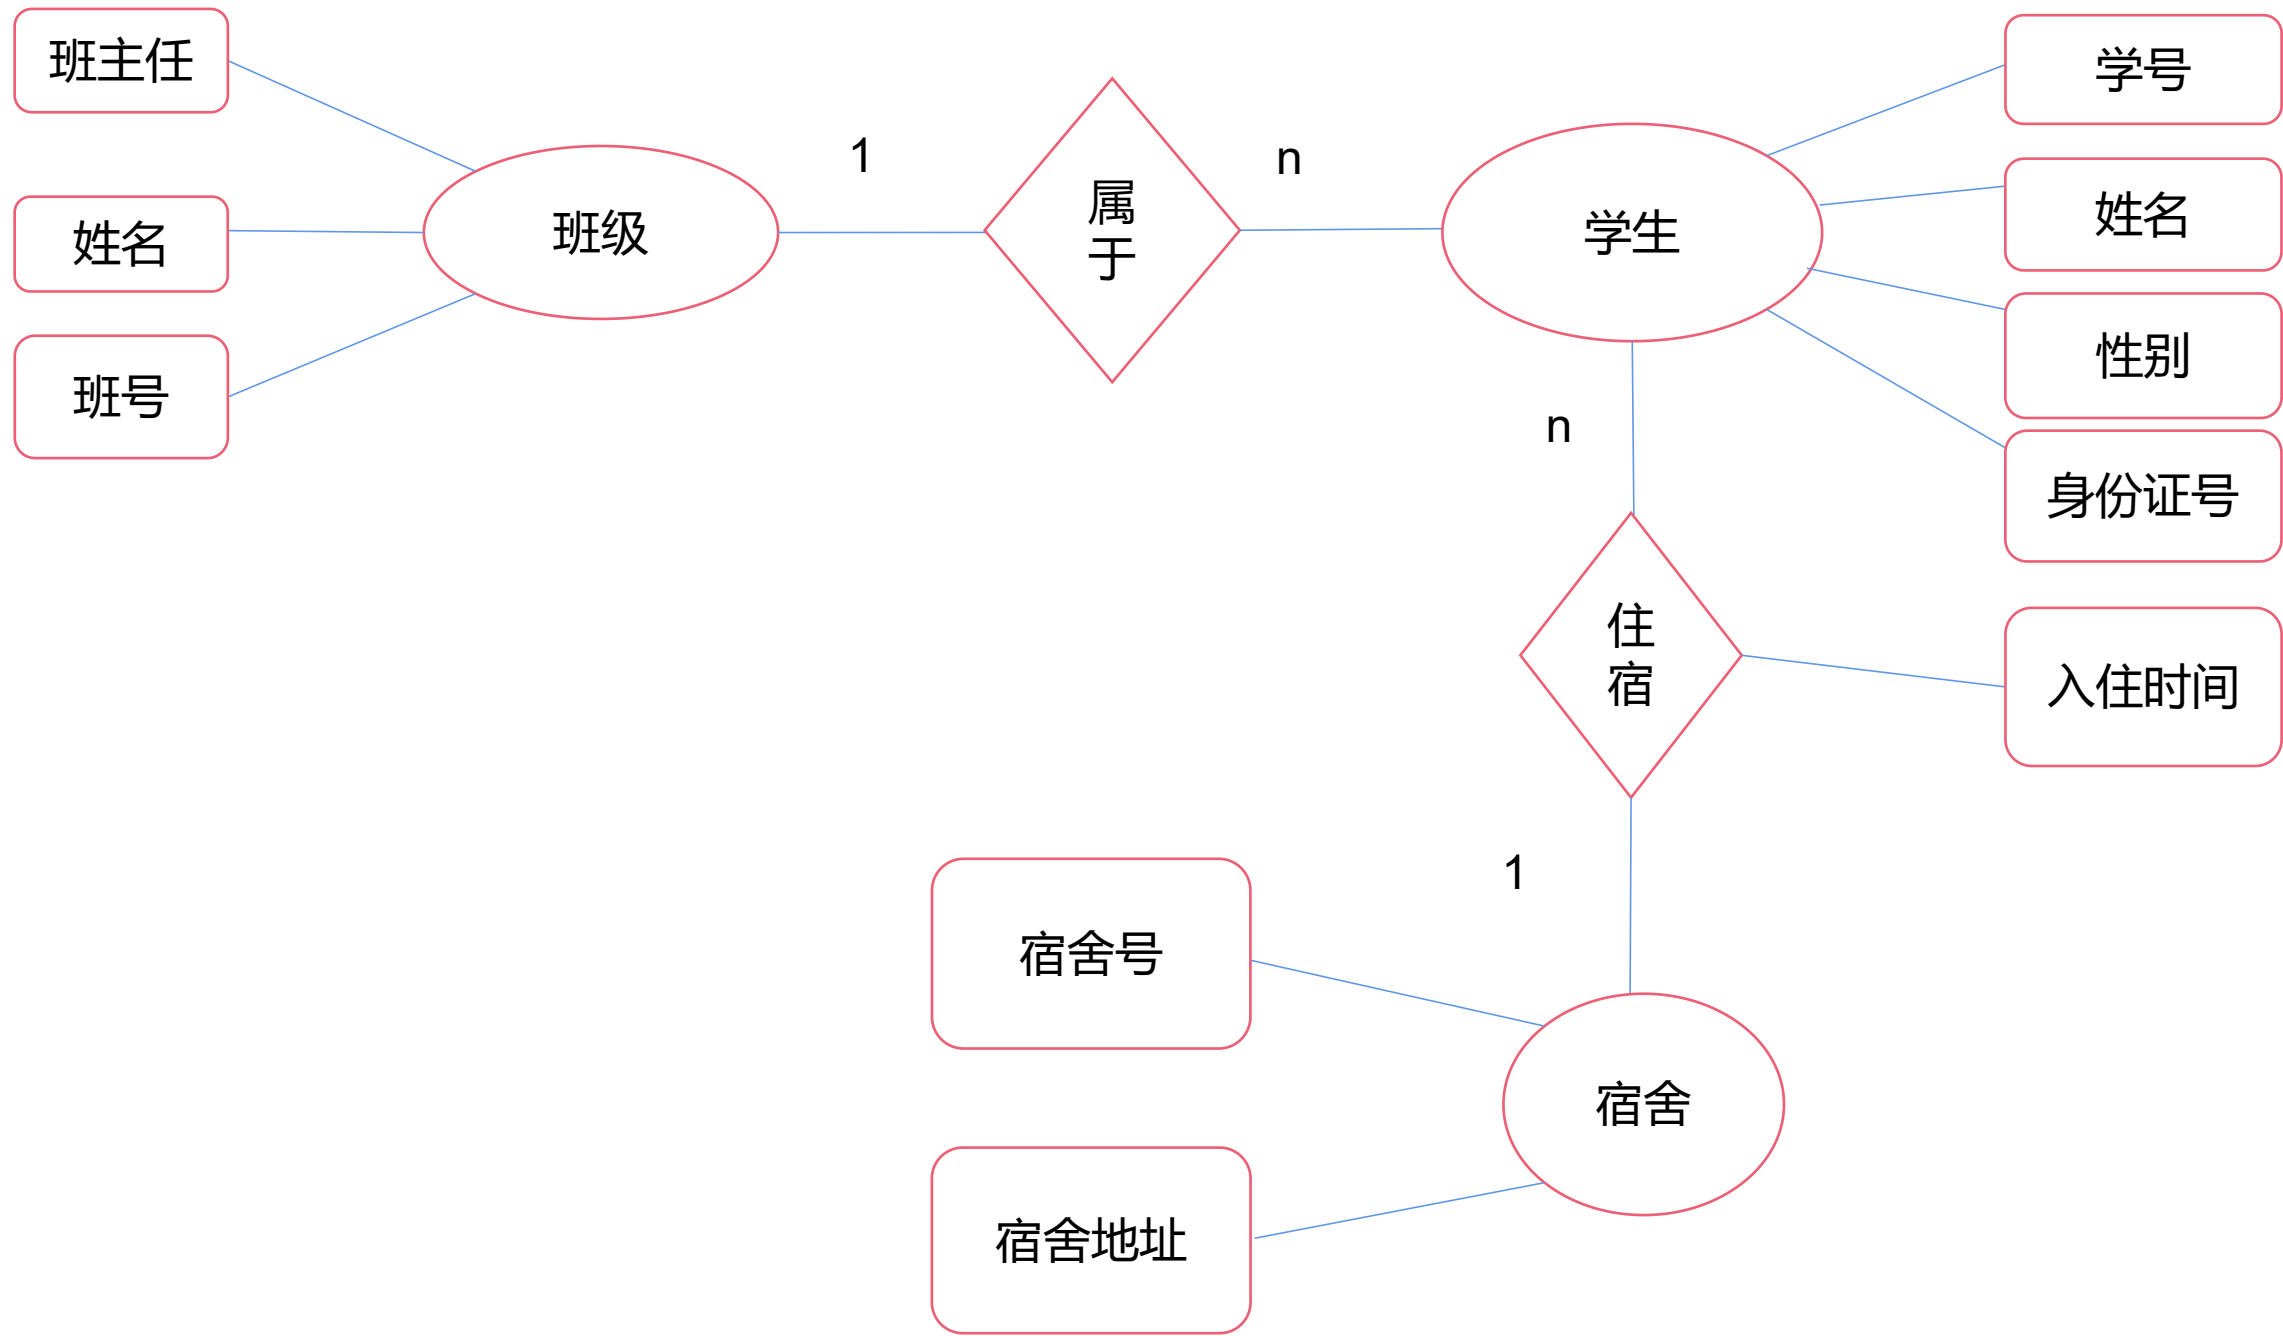 班主任
姓名
班号
班级
1
属
于
n
学生
学号
姓名
性别
身份证号
n
住
宿
入住时间
1
宿舍号
宿舍
宿舍地址